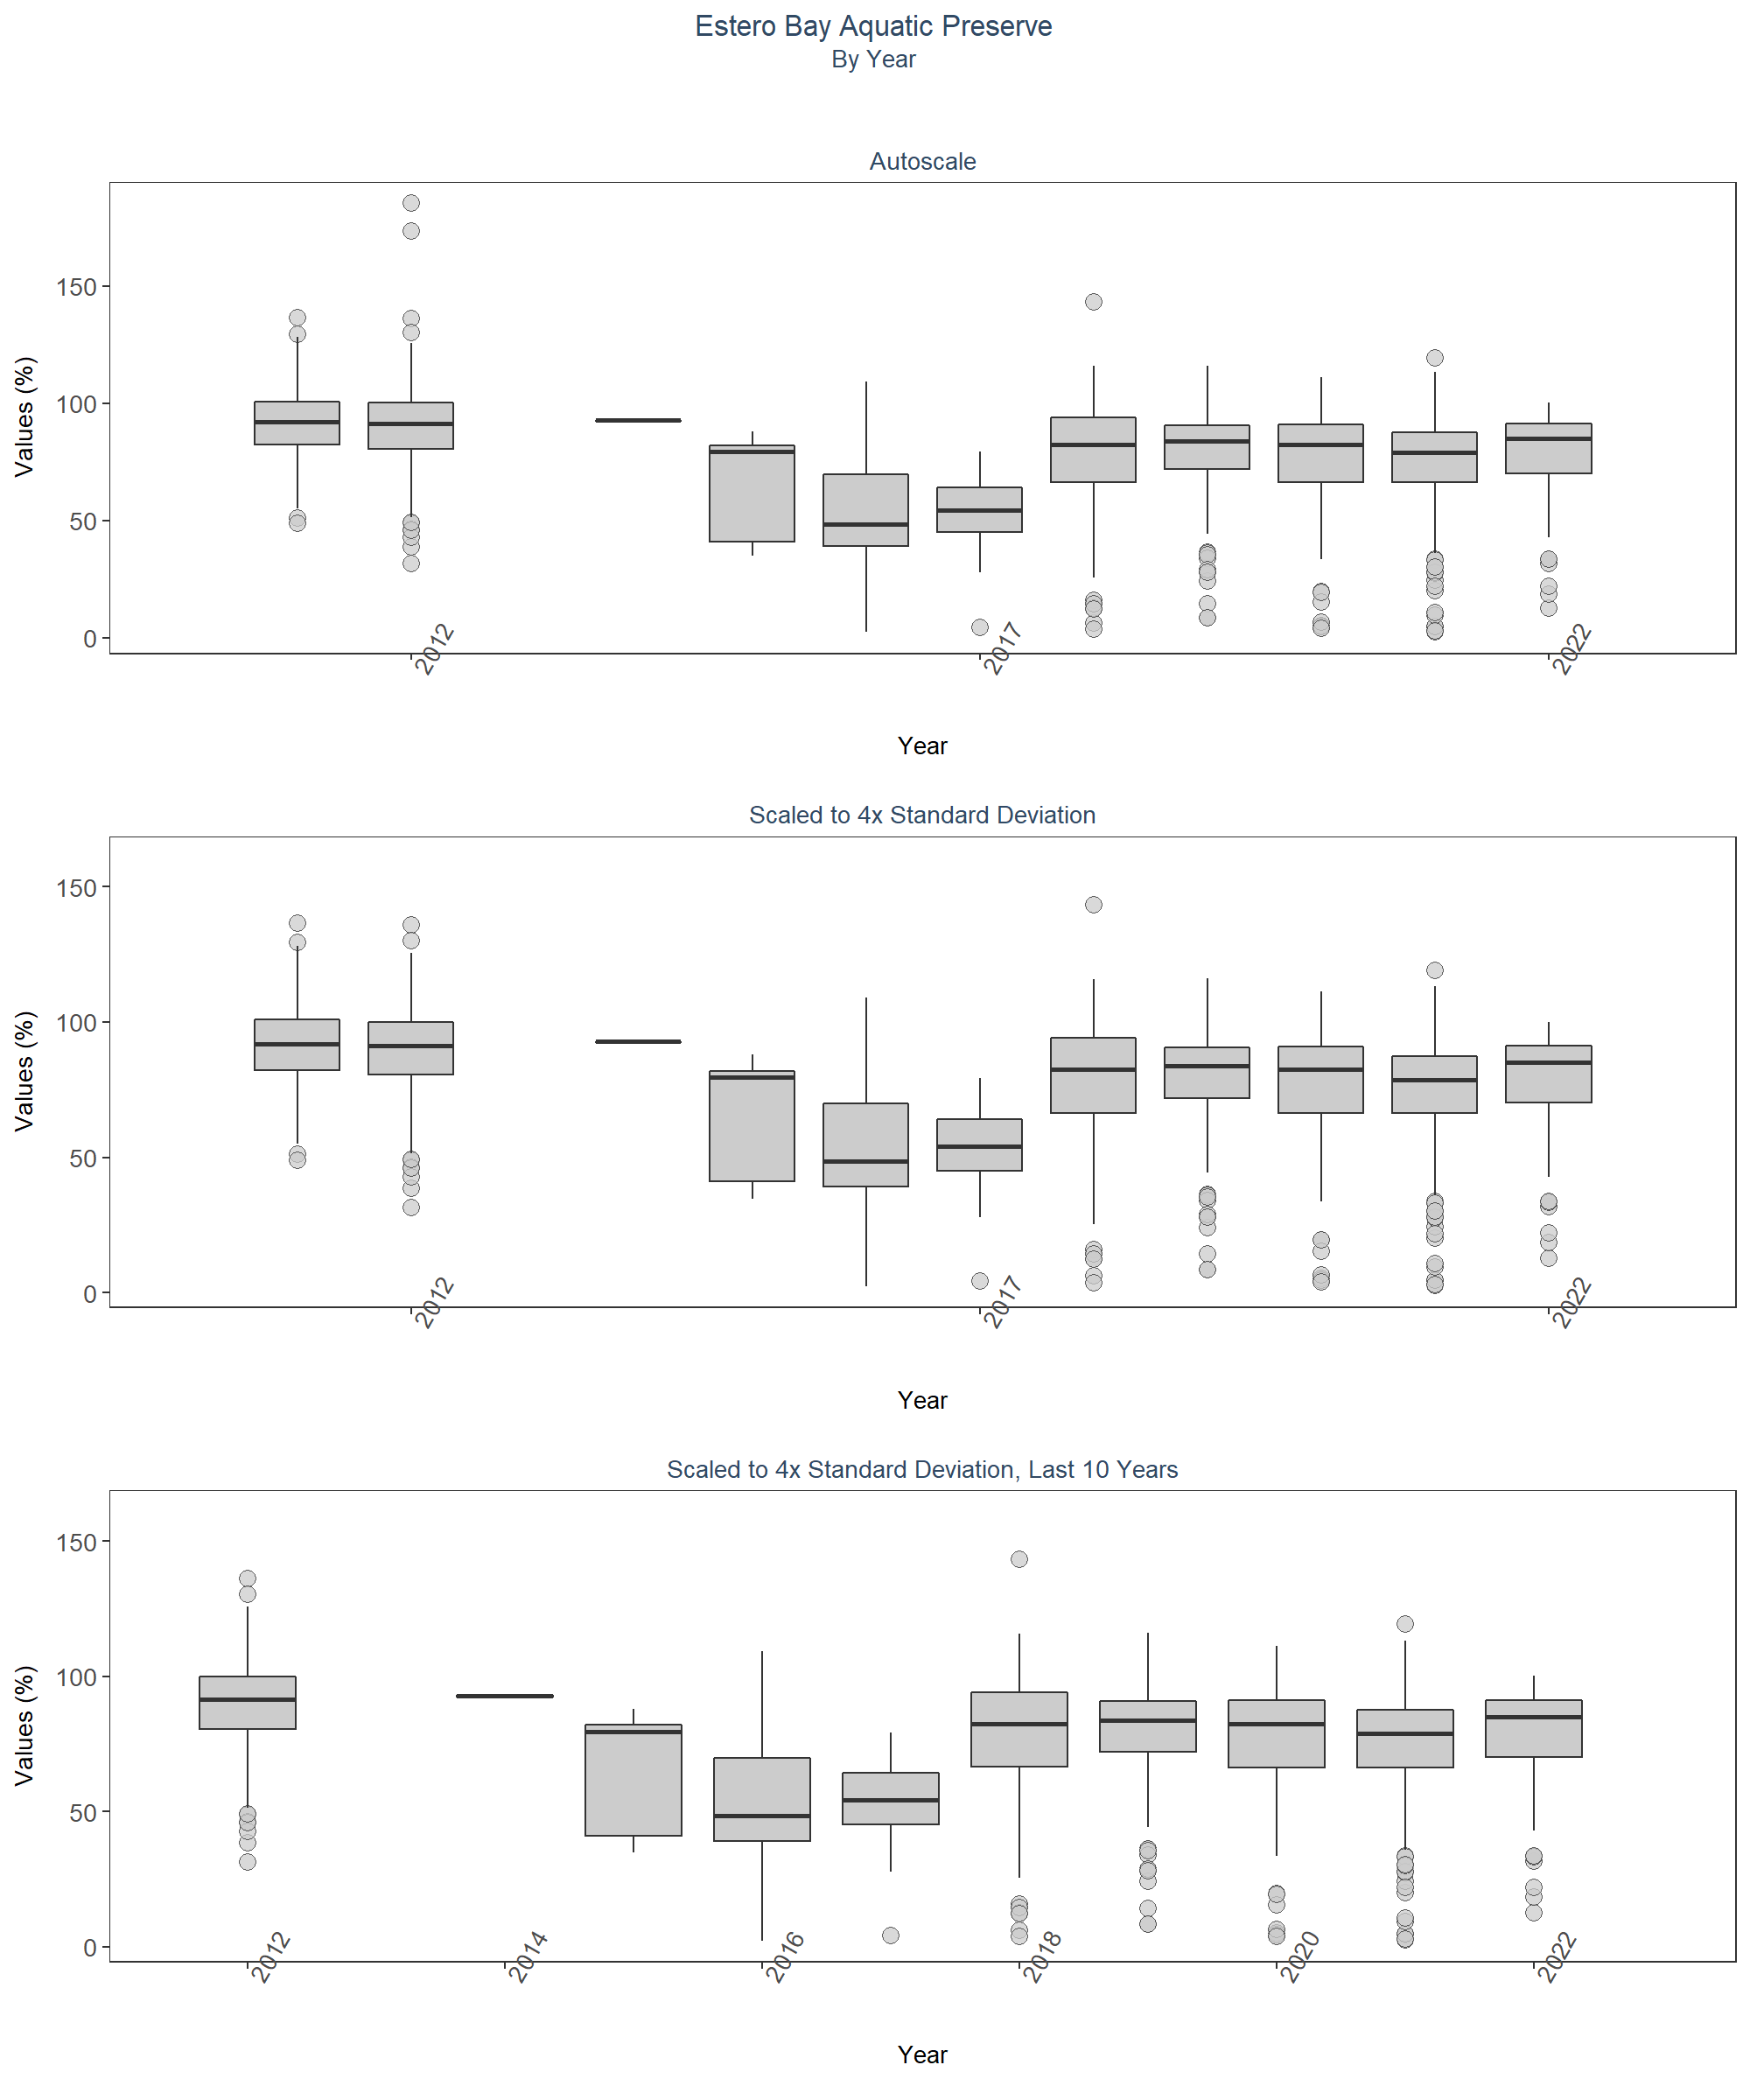 Estero Bay Aquatic Preserve
By Year
Autoscale
Values (%)
150
100
50
0
2012
2017
2022
Year
Scaled to 4x Standard Deviation
Values (%)
150
100
50
0
2012
2017
2022
Year
Scaled to 4x Standard Deviation, Last 10 Years
Values (%)
150
100
50
0
2012
2014
2016
2018
2020
2022
Year